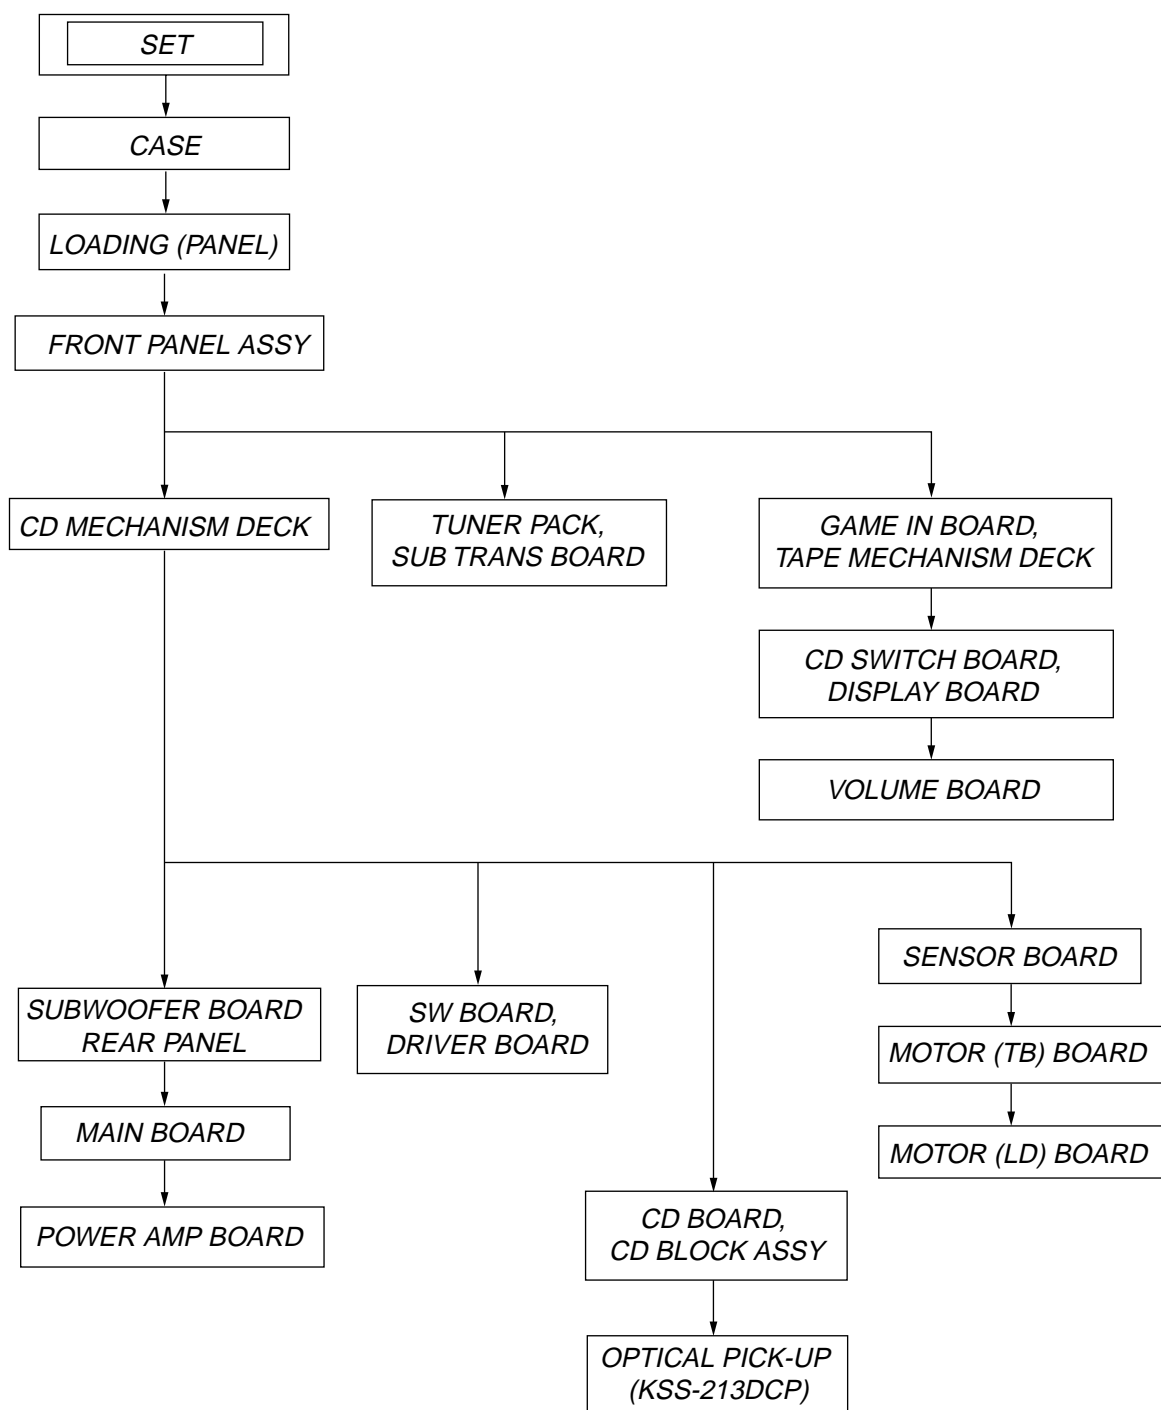 SET
CASE
LOADING (PANEL)
FRONT PANEL ASSY
CD MECHANISM DECK
TUNER PACK,
SUB TRANS BOARD
GAME IN BOARD,
TAPE MECHANISM DECK
CD SWITCH BOARD,
DISPLAY BOARD
VOLUME BOARD
SUBWOOFER BOARD
REAR PANEL
MAIN BOARD
POWER AMP BOARD
SW BOARD,
DRIVER BOARD
CD BOARD,
CD BLOCK ASSY
OPTICAL PICK-UP
(KSS-213DCP)
SENSOR BOARD
MOTOR (TB) BOARD
MOTOR (LD) BOARD